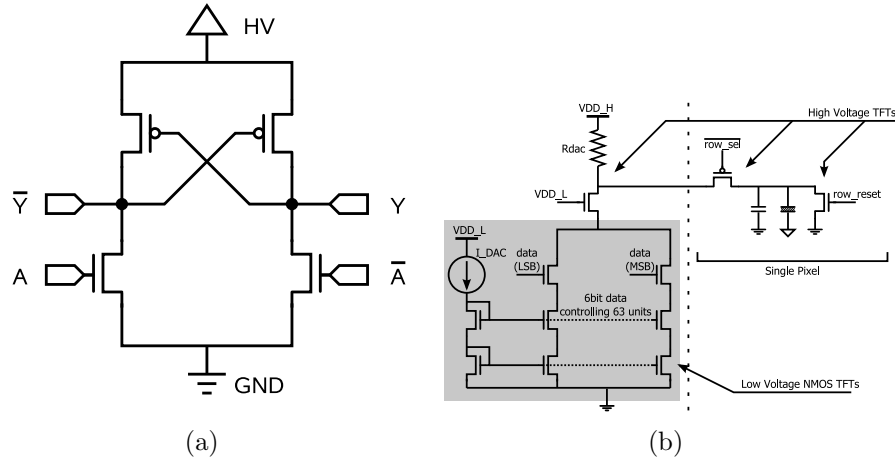 HV
Y̅
Y
A
A̅
GND
(a)
VDD_H
Rdac
High Voltage TFTs
r̅o̅w̅_̅s̅e̅l̅
VDD_L
row_reset
VDD_L
I_DAC
data
(LSB)
data
(MSB)
6bit data
controlling 63 units
Single Pixel
Low Voltage NMOS TFTs
(b)